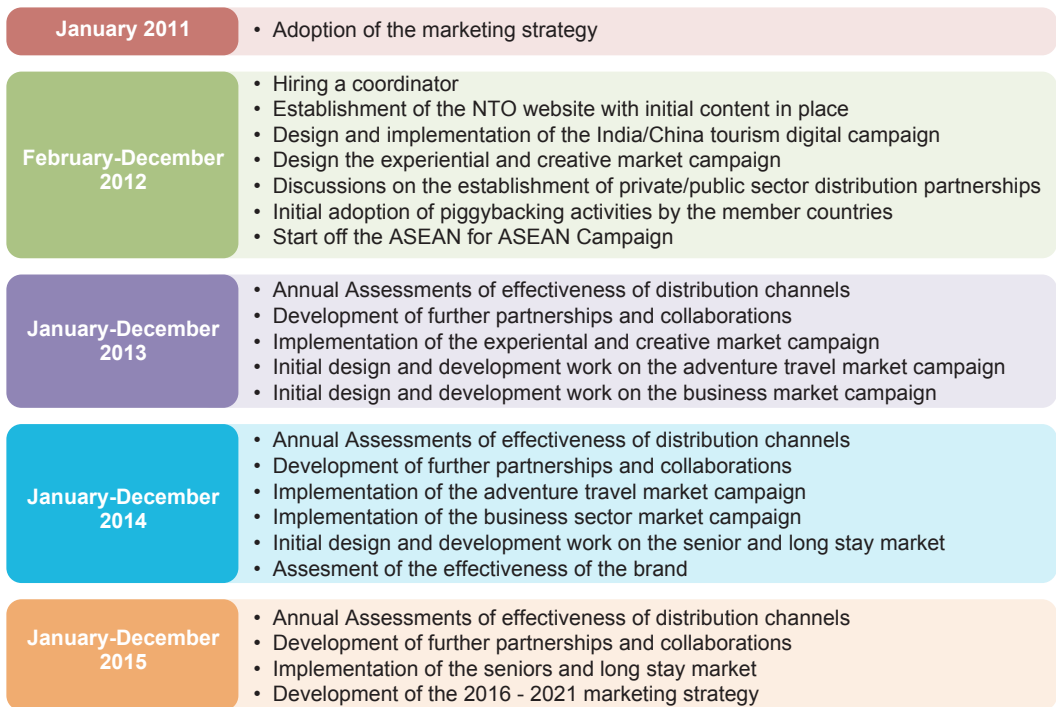 January 2011
• Adoption of the marketing strategy
February-December
2012
• Hiring a coordinator
• Establishment of the NTO website with initial content in place
• Design and implementation of the India/China tourism digital campaign
• Design the experiential and creative market campaign
• Discussions on the establishment of private/public sector distribution partnerships
• Initial adoption of piggybacking activities by the member countries
• Start off the ASEAN for ASEAN Campaign
January-December
2013
• Annual Assessments of effectiveness of distribution channels
• Development of further partnerships and collaborations
• Implementation of the experiental and creative market campaign
• Initial design and development work on the adventure travel market campaign
• Initial design and development work on the business market campaign
January-December
2014
• Annual Assessments of effectiveness of distribution channels
• Development of further partnerships and collaborations
• Implementation of the adventure travel market campaign
• Implementation of the business sector market campaign
• Initial design and development work on the senior and long stay market
• Assesment of the effectiveness of the brand
January-December
2015
• Annual Assessments of effectiveness of distribution channels
• Development of further partnerships and collaborations
• Implementation of the seniors and long stay market
• Development of the 2016 - 2021 marketing strategy